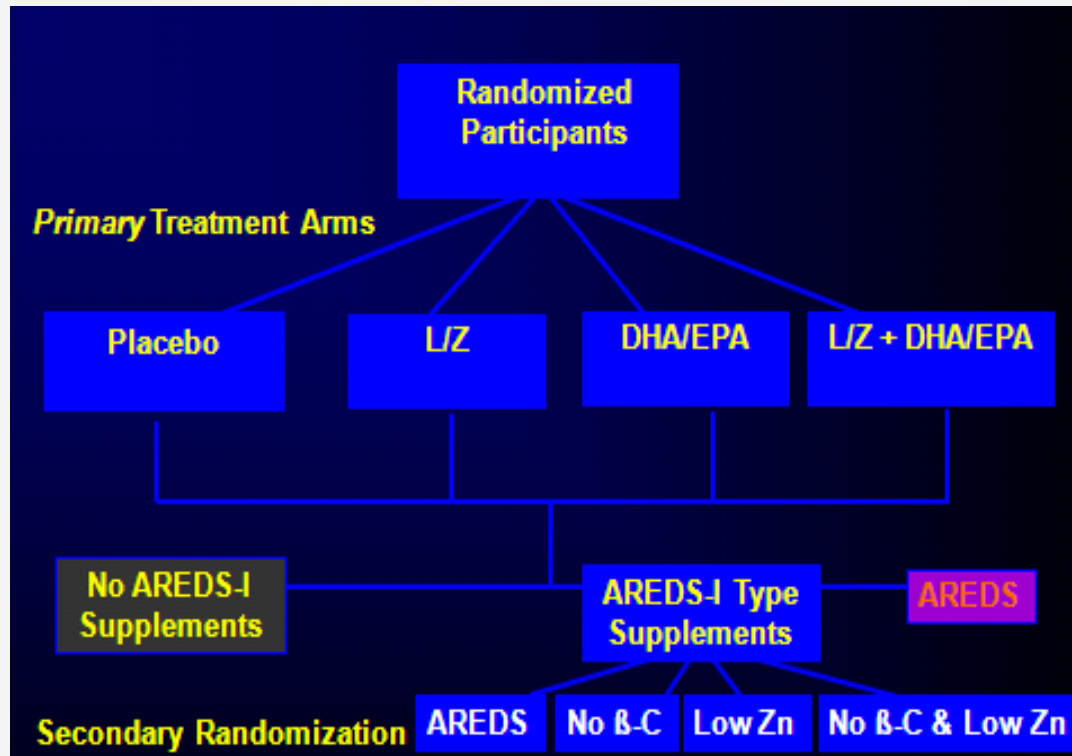 Randomized
Participants
Primary Treatment Arms
Placebo
L/Z
DHA/EPA
L/Z + DHA/EPA
No AREDS-I
Supplements
AREDS-I Type
Supplements
AREDS
Secondary Randomization
AREDS
No ß-C
Low Zn
No ß-C & Low Zn